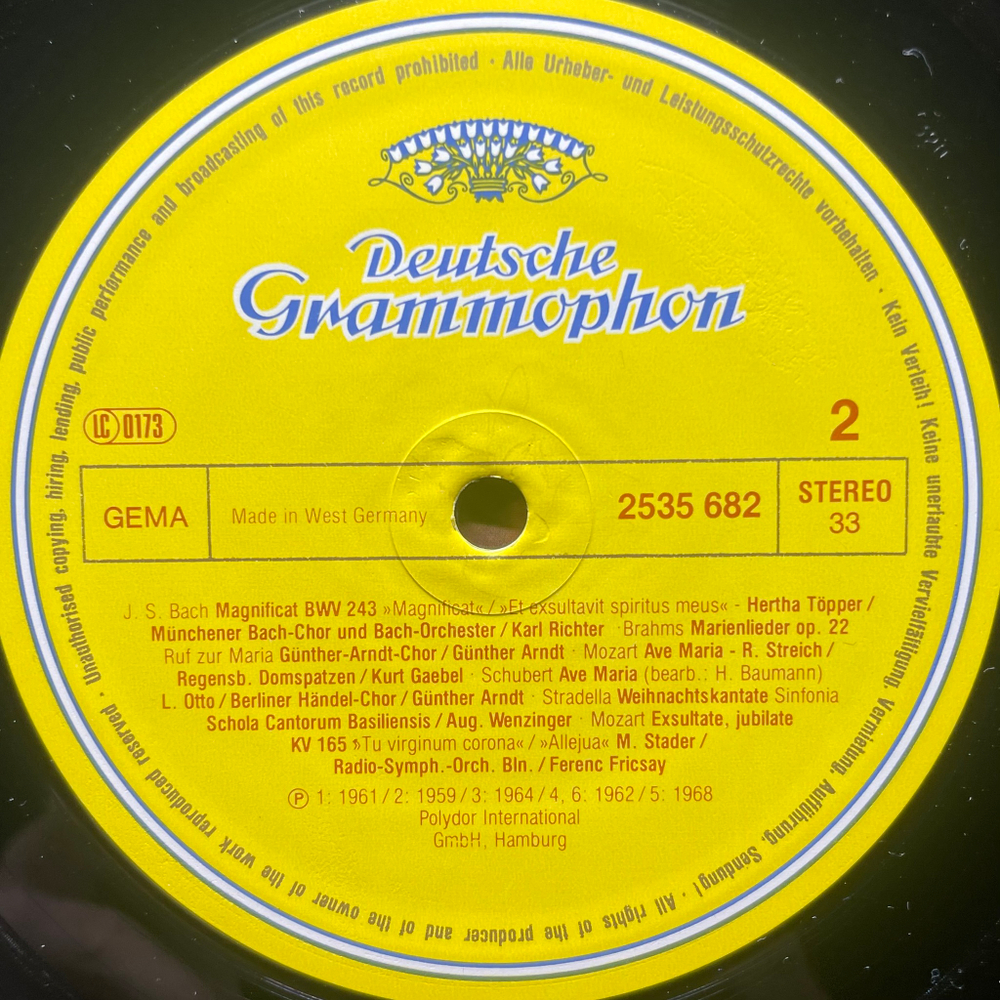 Unauthorised copying, hiring, lending, public performance and broadcasting of this record prohibited · Alle Urheber- und Leistungsschutzrechte vorbehalten · Kein Verleih! Keine unerlaubte Vervielfältigung, Vermietung, Aufführung, Sendung! · All rights of the producer and of the owner of the work reproduced reserved ·
Deutsche
Grammophon
LC 0173
2
GEMA
Made in West Germany
2535 682
STEREO
33
J. S. Bach Magnificat BWV 243 »Magnificat« / »Et exsultavit spiritus meus« - Hertha Töpper /
Münchener Bach-Chor und Bach-Orchester / Karl Richter · Brahms Marienlieder op. 22
Ruf zur Maria Günther-Arndt-Chor / Günther Arndt · Mozart Ave Maria - R. Streich /
Regensb. Domspatzen / Kurt Gaebel · Schubert Ave Maria (bearb.: H. Baumann)
L. Otto / Berliner Händel-Chor / Günther Arndt · Stradella Weihnachtskantate Sinfonia
Schola Cantorum Basiliensis / Aug. Wenzinger · Mozart Exsultate, jubilate
KV 165 »Tu virginum corona« / »Alleluja« M. Stader /
Radio-Symph.-Orch. Bln. / Ferenc Fricsay
Ⓟ 1: 1961 / 2: 1959 / 3: 1964 / 4, 6: 1962 / 5: 1968
Polydor International
GmbH, Hamburg